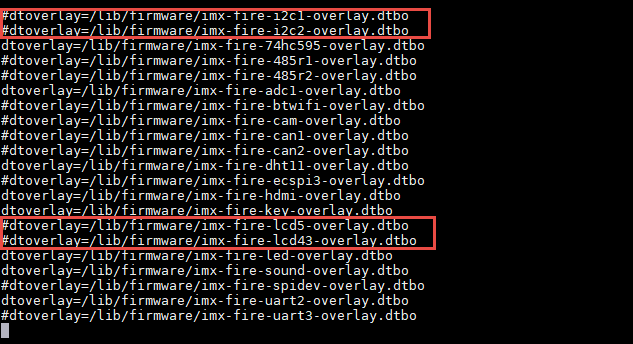 #dtoverlay=/lib/firmware/imx-fire-i2c1-overlay.dtbo
#dtoverlay=/lib/firmware/imx-fire-i2c2-overlay.dtbo
dtoverlay=/lib/firmware/imx-fire-74hc595-overlay.dtbo
#dtoverlay=/lib/firmware/imx-fire-485r1-overlay.dtbo
#dtoverlay=/lib/firmware/imx-fire-485r2-overlay.dtbo
dtoverlay=/lib/firmware/imx-fire-adc1-overlay.dtbo
#dtoverlay=/lib/firmware/imx-fire-btwifi-overlay.dtbo
#dtoverlay=/lib/firmware/imx-fire-cam-overlay.dtbo
#dtoverlay=/lib/firmware/imx-fire-can1-overlay.dtbo
#dtoverlay=/lib/firmware/imx-fire-can2-overlay.dtbo
dtoverlay=/lib/firmware/imx-fire-dht11-overlay.dtbo
#dtoverlay=/lib/firmware/imx-fire-ecspi3-overlay.dtbo
dtoverlay=/lib/firmware/imx-fire-hdmi-overlay.dtbo
dtoverlay=/lib/firmware/imx-fire-key-overlay.dtbo
#dtoverlay=/lib/firmware/imx-fire-lcd5-overlay.dtbo
#dtoverlay=/lib/firmware/imx-fire-lcd43-overlay.dtbo
dtoverlay=/lib/firmware/imx-fire-led-overlay.dtbo
dtoverlay=/lib/firmware/imx-fire-sound-overlay.dtbo
#dtoverlay=/lib/firmware/imx-fire-spidev-overlay.dtbo
dtoverlay=/lib/firmware/imx-fire-uart2-overlay.dtbo
#dtoverlay=/lib/firmware/imx-fire-uart3-overlay.dtbo